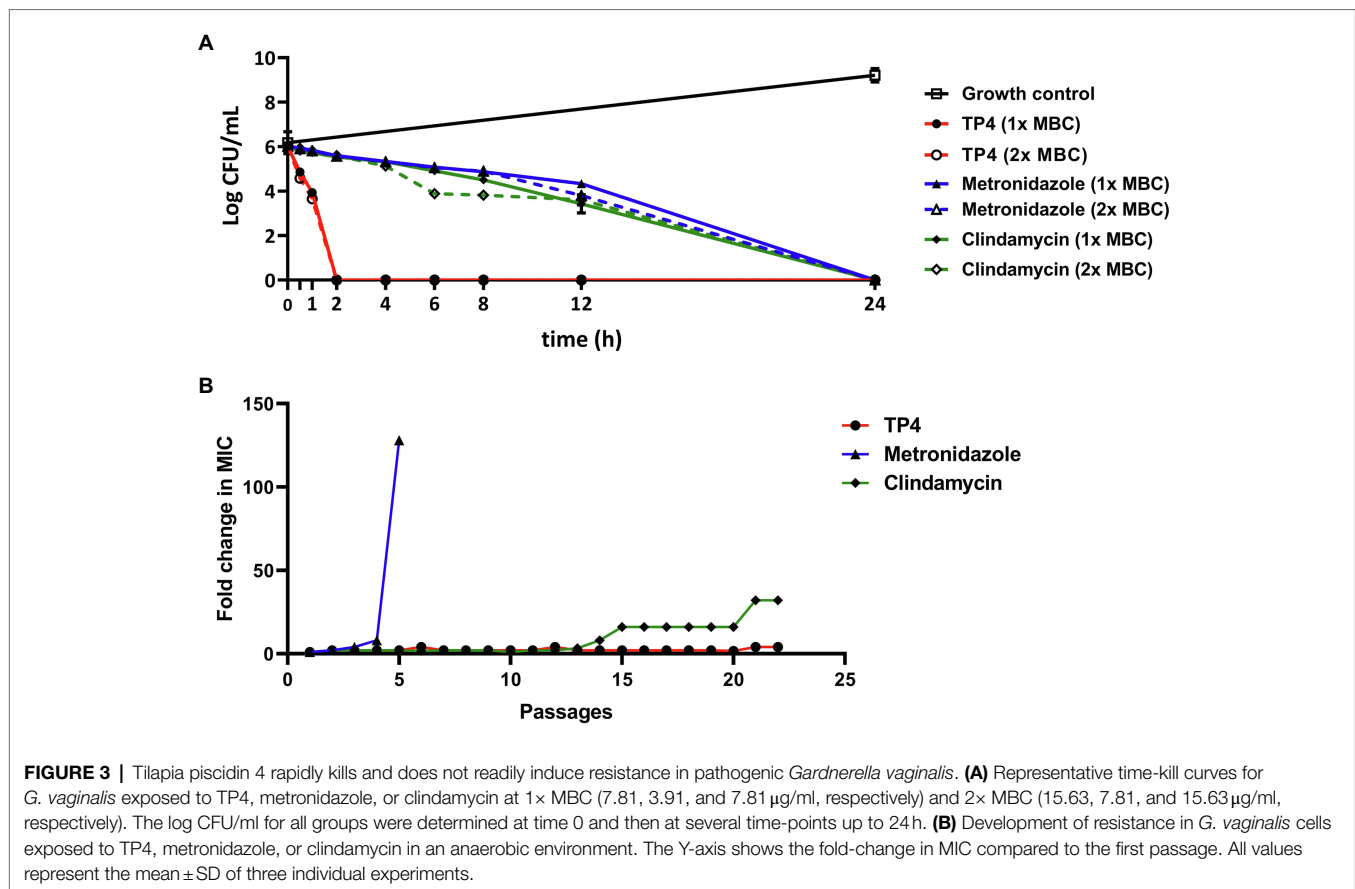 A
10
8
6
4
2
0
Log CFU/mL
0 1 2 4 6 8 12 24
time (h)
Growth control
TP4 (1x MBC)
TP4 (2x MBC)
Metronidazole (1x MBC)
Metronidazole (2x MBC)
Clindamycin (1x MBC)
Clindamycin (2x MBC)
B
150
100
50
0
Fold change in MIC
0 5 10 15 20 25
Passages
TP4
Metronidazole
Clindamycin
FIGURE 3 | Tilapia piscidin 4 rapidly kills and does not readily induce resistance in pathogenic Gardnerella vaginalis. (A) Representative time-kill curves for
G. vaginalis exposed to TP4, metronidazole, or clindamycin at 1× MBC (7.81, 3.91, and 7.81 μg/ml, respectively) and 2× MBC (15.63, 7.81, and 15.63 μg/ml,
respectively). The log CFU/ml for all groups were determined at time 0 and then at several time-points up to 24 h. (B) Development of resistance in G. vaginalis cells
exposed to TP4, metronidazole, or clindamycin in an anaerobic environment. The Y-axis shows the fold-change in MIC compared to the first passage. All values
represent the mean ± SD of three individual experiments.